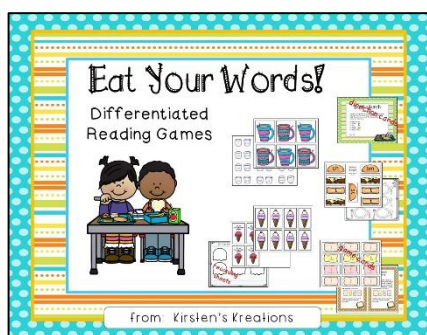 Eat Your Words!
Differentiated
Reading Games
from: Kirsten's Kreations